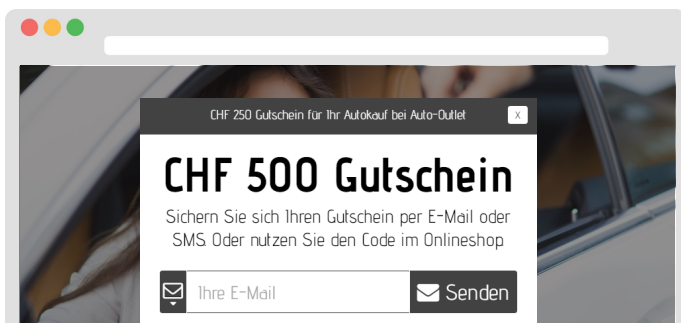 CHF 250 Gutschein für Ihr Autokauf bei Auto-Outlet
X
CHF 500 Gutschein
Sichern Sie sich Ihren Gutschein per E-Mail oder
SMS. Oder nutzen Sie den Code im Onlineshop
Ihre E-Mail
Senden